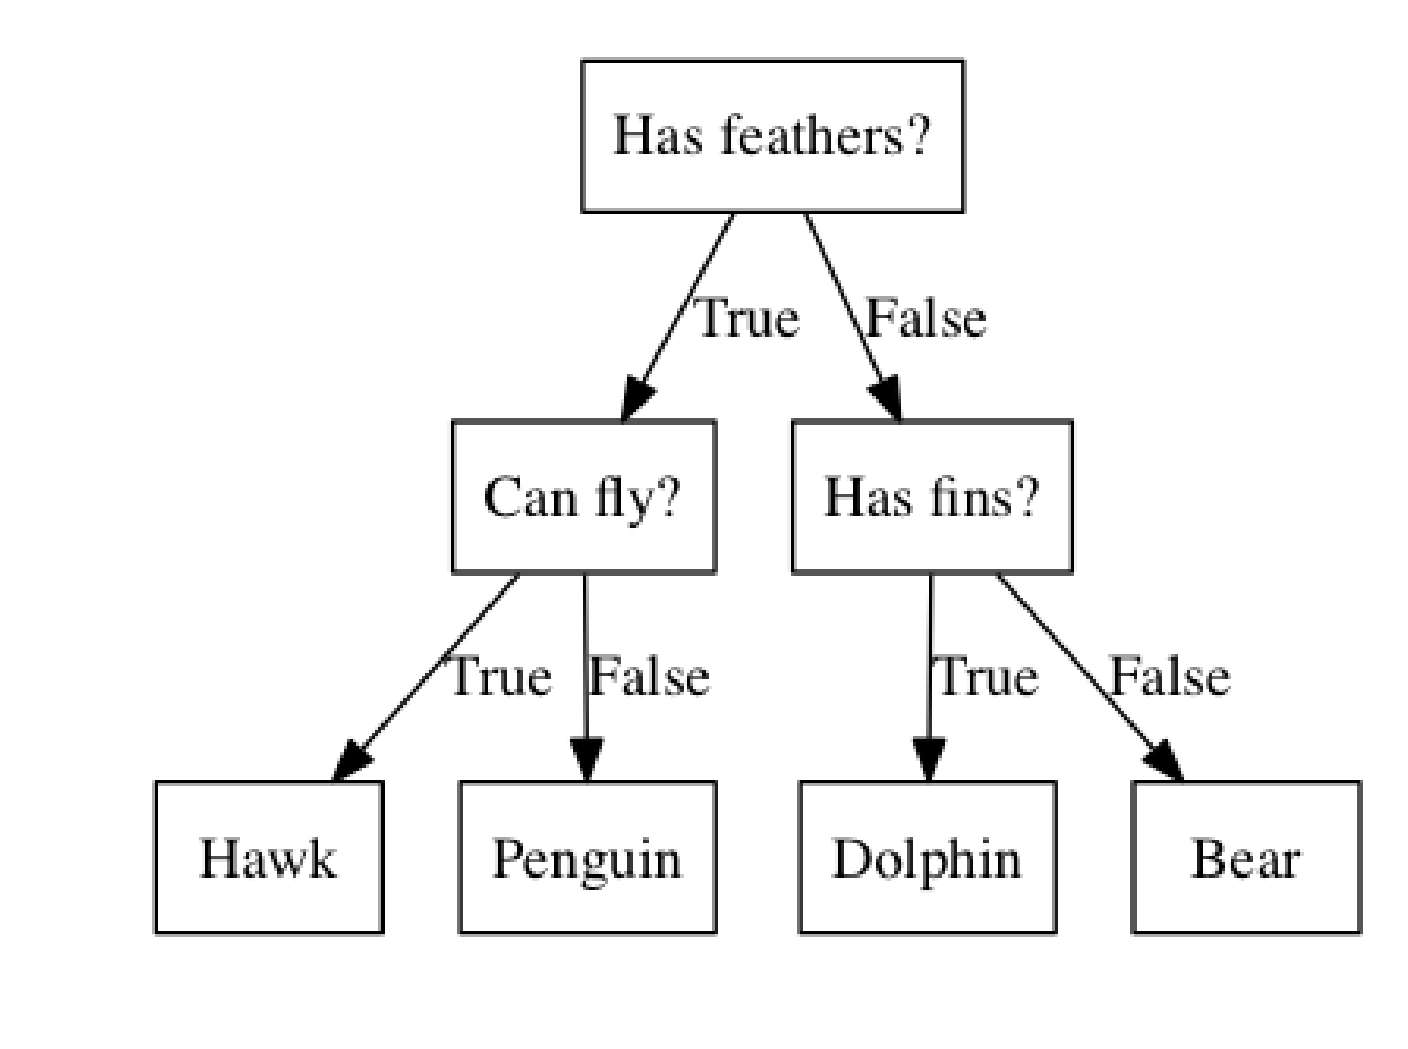 Has feathers?
True
False
Can fly?
Has fins?
True
False
True
False
Hawk
Penguin
Dolphin
Bear